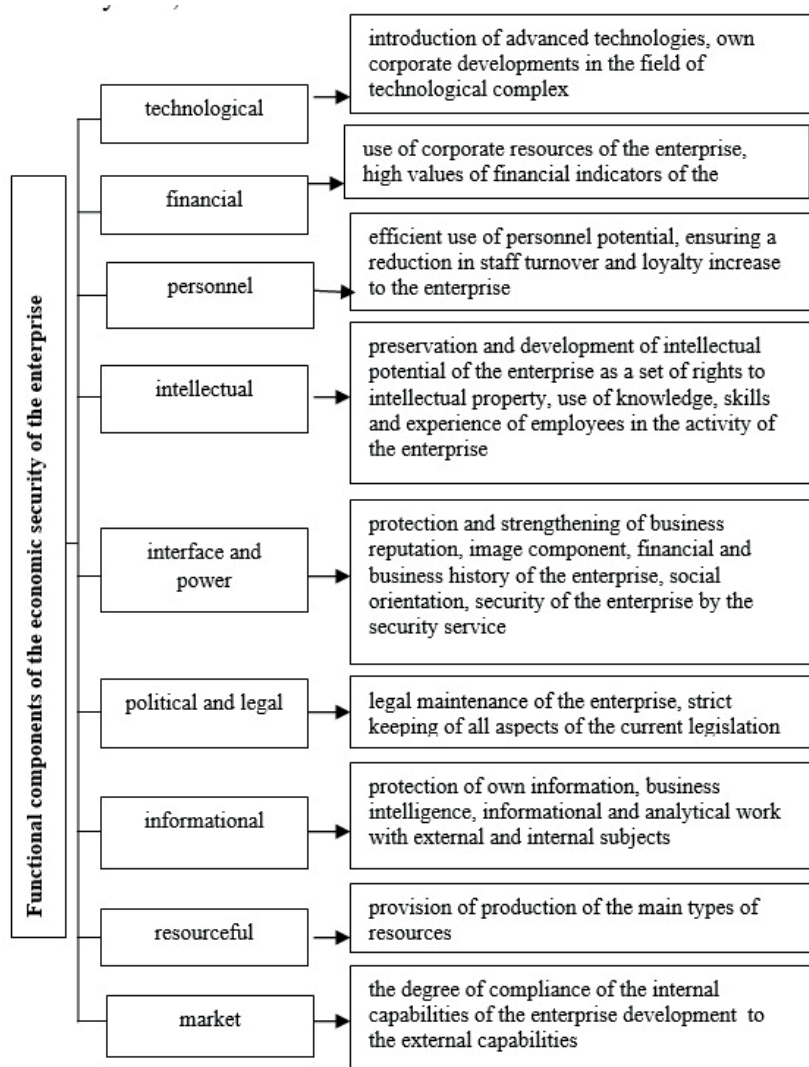 Functional components of the economic security of the enterprise
technological
introduction of advanced technologies, own
corporate developments in the field of
technological complex
financial
use of corporate resources of the enterprise,
high values of financial indicators of the
personnel
efficient use of personnel potential, ensuring a
reduction in staff turnover and loyalty increase
to the enterprise
intellectual
preservation and development of intellectual
potential of the enterprise as a set of rights to
intellectual property, use of knowledge, skills
and experience of employees in the activity of
the enterprise
interface and
power
protection and strengthening of business
reputation, image component, financial and
business history of the enterprise, social
orientation, security of the enterprise by the
security service
political and legal
legal maintenance of the enterprise, strict
keeping of all aspects of the current legislation
informational
protection of own information, business
intelligence, informational and analytical work
with external and internal subjects
resourceful
provision of production of the main types of
resources
market
the degree of compliance of the internal
capabilities of the enterprise development to
the external capabilities